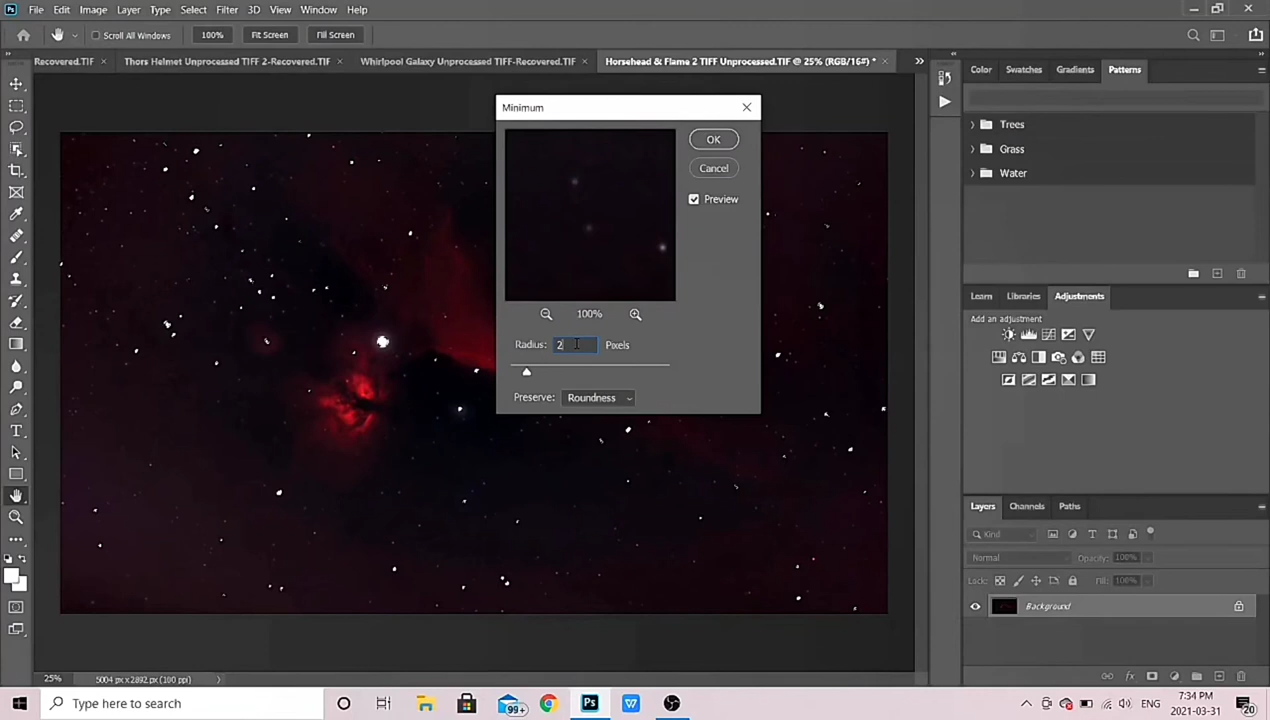 Ps File Edit Image Layer Type Select Filter 3D View Window Help
Scroll All Windows 100% Fit Screen Fill Screen
Recovered.TIF × Thors Helmet Unprocessed TIFF 2-Recovered.TIF × Whirlpool Galaxy Unprocessed TIFF-Recovered.TIF × Horsehead & Flame 2 TIFF Unprocessed.TIF @ 25% (RGB/16#) * ×
Color Swatches Gradients Patterns
Minimum
OK
Cancel
Preview
100%
Radius: 2 Pixels
Preserve: Roundness
Trees
Grass
Water
Learn Libraries Adjustments
Add an adjustment
Layers Channels Paths
Kind
Normal Opacity: 100%
Lock: Fill: 100%
Background
25% 5004 px x 2892 px (100 ppi)
Type here to search
99+
Ps
W
ENG
7:34 PM
2021-03-31
20